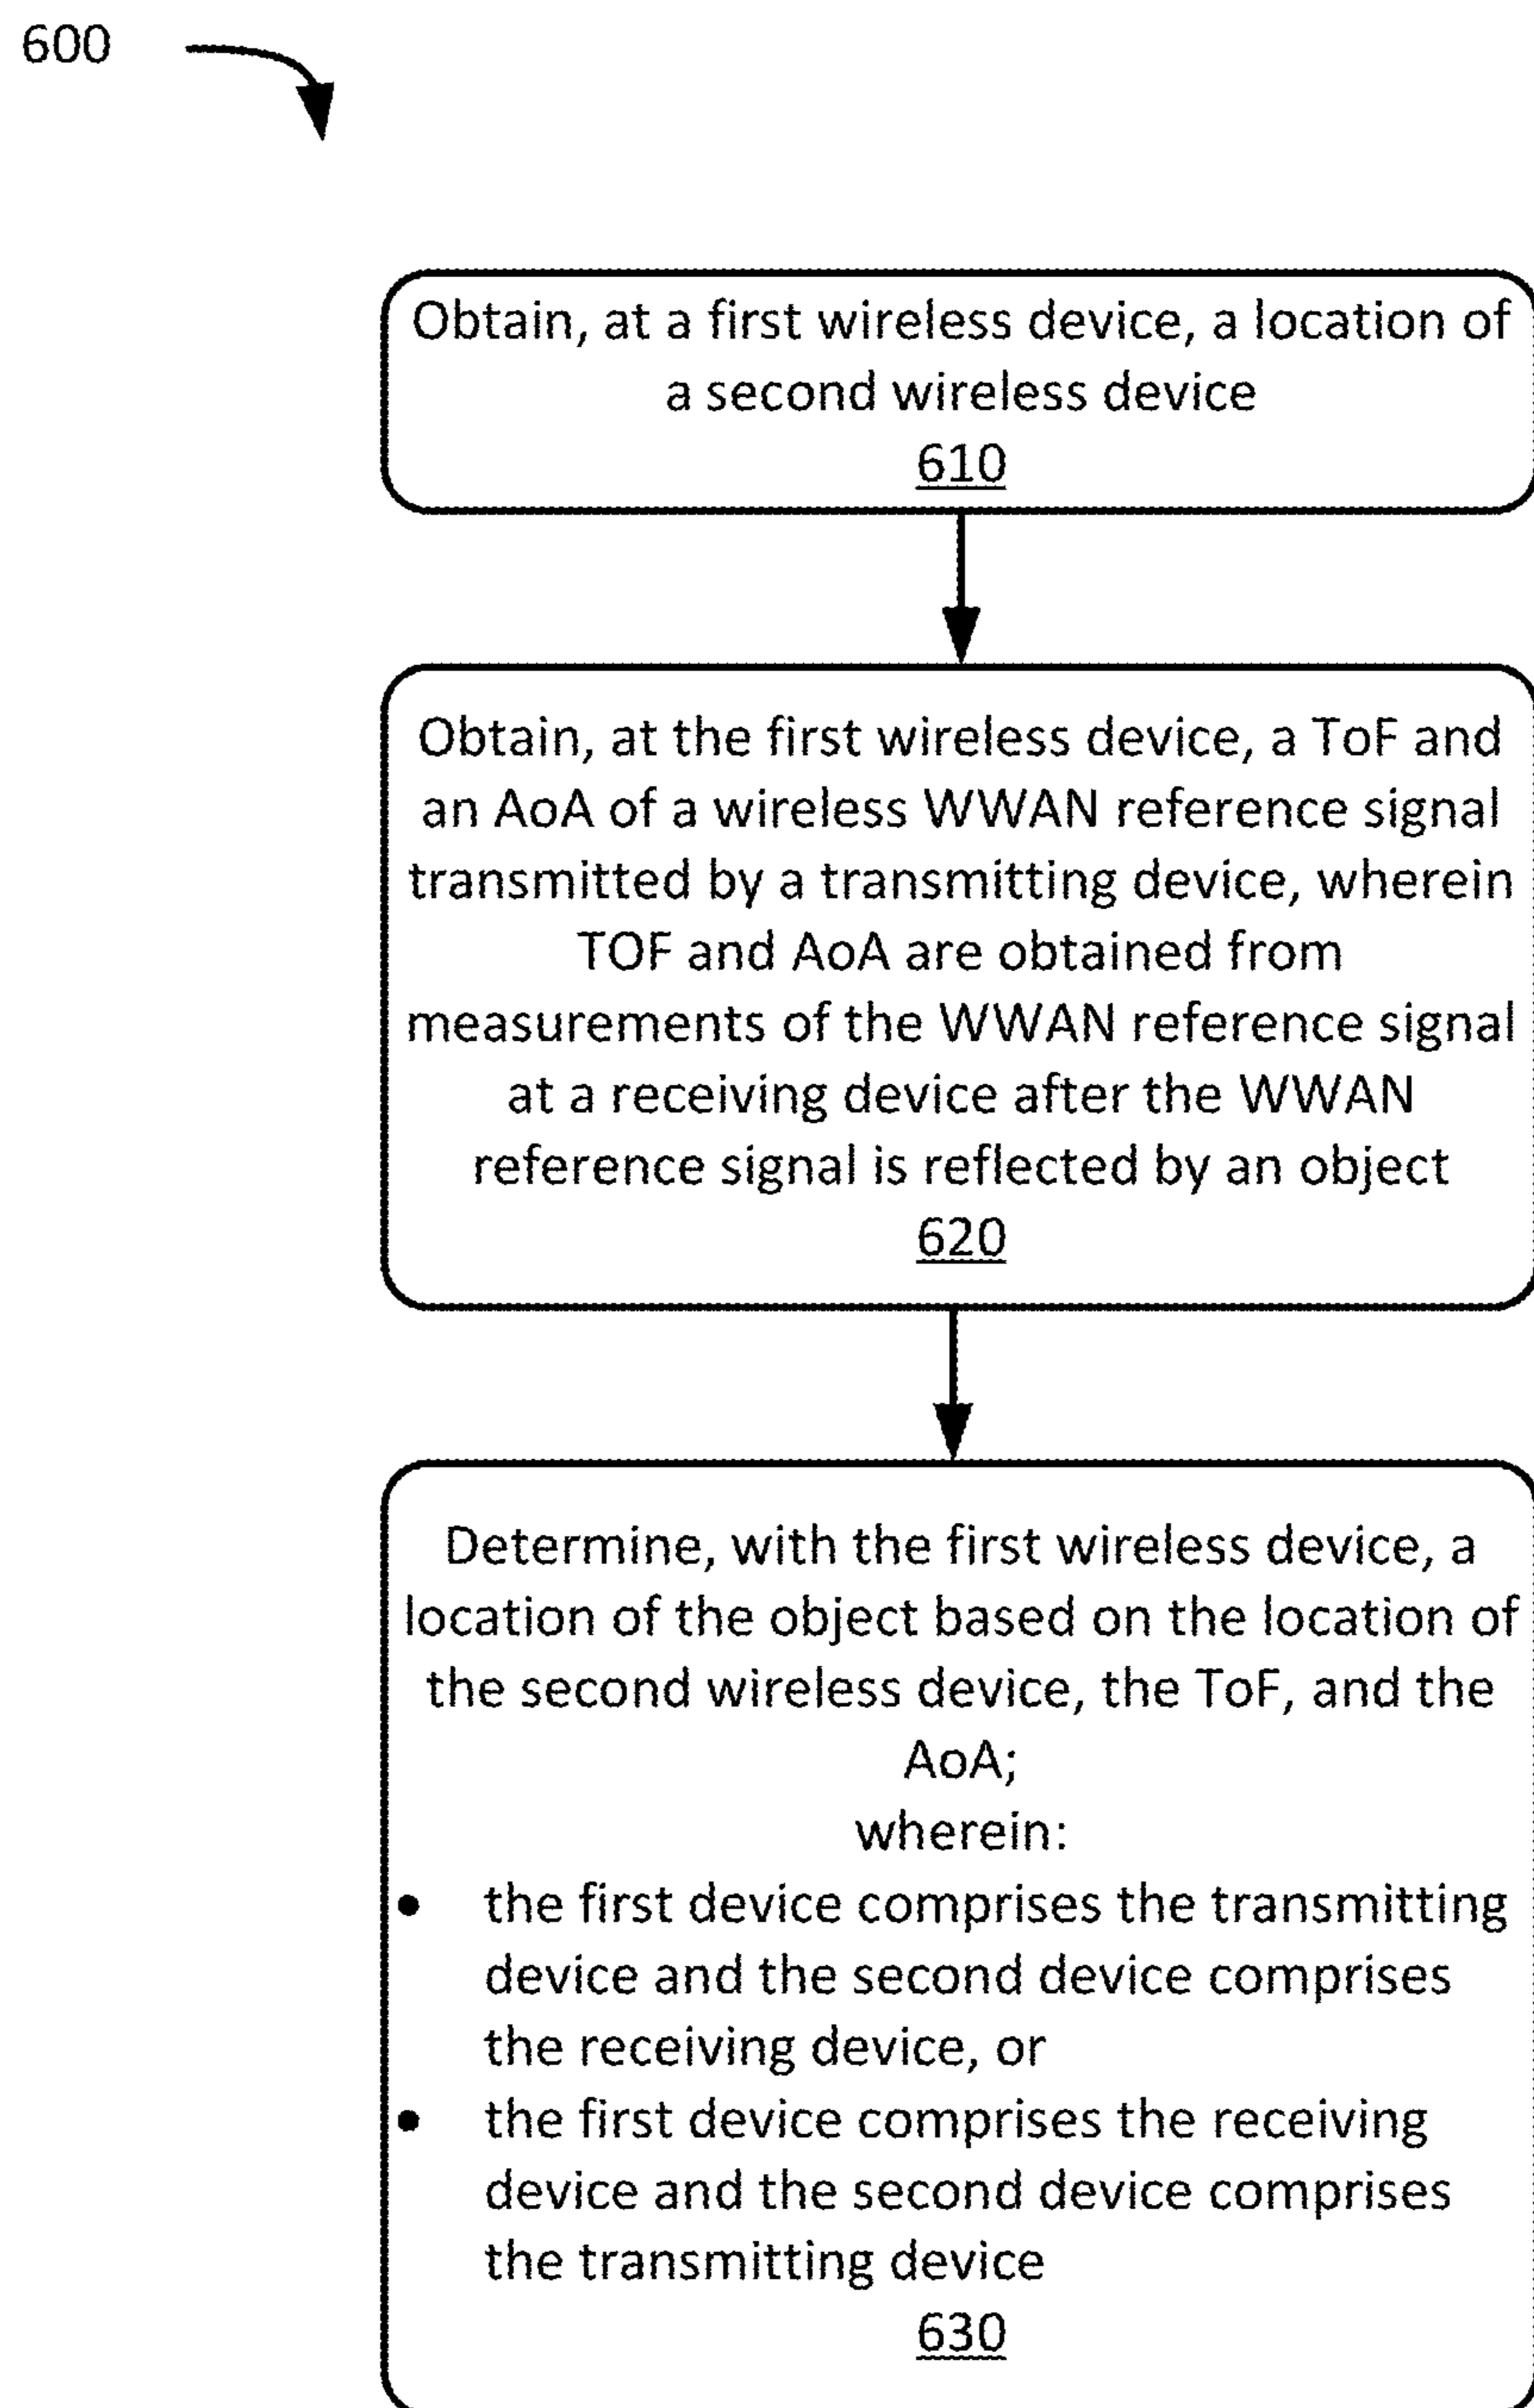 600
Obtain, at a first wireless device, a location of
a second wireless device
610
Obtain, at the first wireless device, a ToF and
an AoA of a wireless WWAN reference signal
transmitted by a transmitting device, wherein
TOF and AoA are obtained from
measurements of the WWAN reference signal
at a receiving device after the WWAN
reference signal is reflected by an object
620
Determine, with the first wireless device, a
location of the object based on the location of
the second wireless device, the ToF, and the
AoA;
wherein:
• the first device comprises the transmitting
device and the second device comprises
the receiving device, or
• the first device comprises the receiving
device and the second device comprises
the transmitting device
630